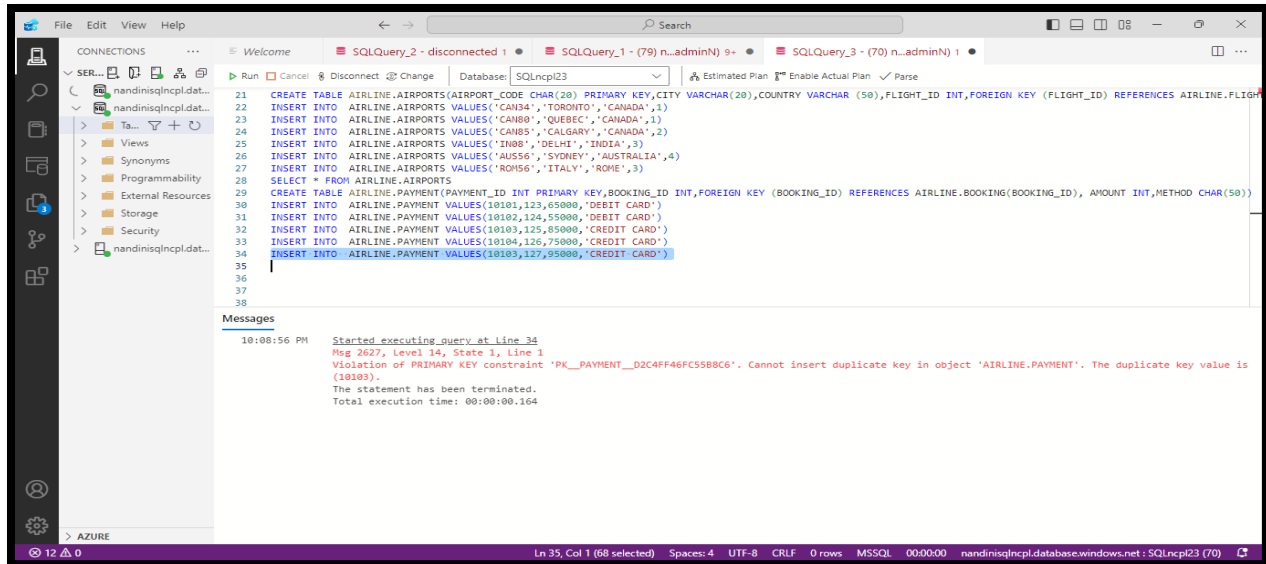 File Edit View Help
Search
CONNECTIONS ...
Welcome
SQLQuery_2 - disconnected 1
SQLQuery_1 - (79) n...adminN) 9+
SQLQuery_3 - (70) n...adminN) 1
SER...
Run Cancel Disconnect Change Database: SQLncpl23 Estimated Plan Enable Actual Plan Parse
nandinisqlncpl.dat...
nandinisqlncpl.dat...
Ta...
Views
Synonyms
Programmability
External Resources
Storage
Security
nandinisqlncpl.dat...
21 CREATE TABLE AIRLINE.AIRPORTS(AIRPORT_CODE CHAR(20) PRIMARY KEY,CITY VARCHAR(20),COUNTRY VARCHAR (50),FLIGHT_ID INT,FOREIGN KEY (FLIGHT_ID) REFERENCES AIRLINE.FLIGH
22 INSERT INTO AIRLINE.AIRPORTS VALUES('CAN34','TORONTO','CANADA',1)
23 INSERT INTO AIRLINE.AIRPORTS VALUES('CAN80','QUEBEC','CANADA',1)
24 INSERT INTO AIRLINE.AIRPORTS VALUES('CAN85','CALGARY','CANADA',2)
25 INSERT INTO AIRLINE.AIRPORTS VALUES('IN08','DELHI','INDIA',3)
26 INSERT INTO AIRLINE.AIRPORTS VALUES('AUS56','SYDNEY','AUSTRALIA',4)
27 INSERT INTO AIRLINE.AIRPORTS VALUES('ROM56','ITALY','ROME',3)
28 SELECT * FROM AIRLINE.AIRPORTS
29 CREATE TABLE AIRLINE.PAYMENT(PAYMENT_ID INT PRIMARY KEY,BOOKING_ID INT,FOREIGN KEY (BOOKING_ID) REFERENCES AIRLINE.BOOKING(BOOKING_ID), AMOUNT INT,METHOD CHAR(50))
30 INSERT INTO AIRLINE.PAYMENT VALUES(10101,123,65000,'DEBIT CARD')
31 INSERT INTO AIRLINE.PAYMENT VALUES(10102,124,55000,'DEBIT CARD')
32 INSERT INTO AIRLINE.PAYMENT VALUES(10103,125,85000,'CREDIT CARD')
33 INSERT INTO AIRLINE.PAYMENT VALUES(10104,126,75000,'CREDIT CARD')
34 INSERT INTO AIRLINE.PAYMENT VALUES(10103,127,95000,'CREDIT CARD')
35
36
37
38
Messages
10:08:56 PM Started executing query at Line 34
Msg 2627, Level 14, State 1, Line 1
Violation of PRIMARY KEY constraint 'PK__PAYMENT__D2C4FF46FC55B8C6'. Cannot insert duplicate key in object 'AIRLINE.PAYMENT'. The duplicate key value is
(10103).
The statement has been terminated.
Total execution time: 00:00:00.164
3
AZURE
12 0 Ln 35, Col 1 (68 selected) Spaces: 4 UTF-8 CRLF 0 rows MSSQL 00:00:00 nandinisqlncpl.database.windows.net : SQLncpl23 (70)